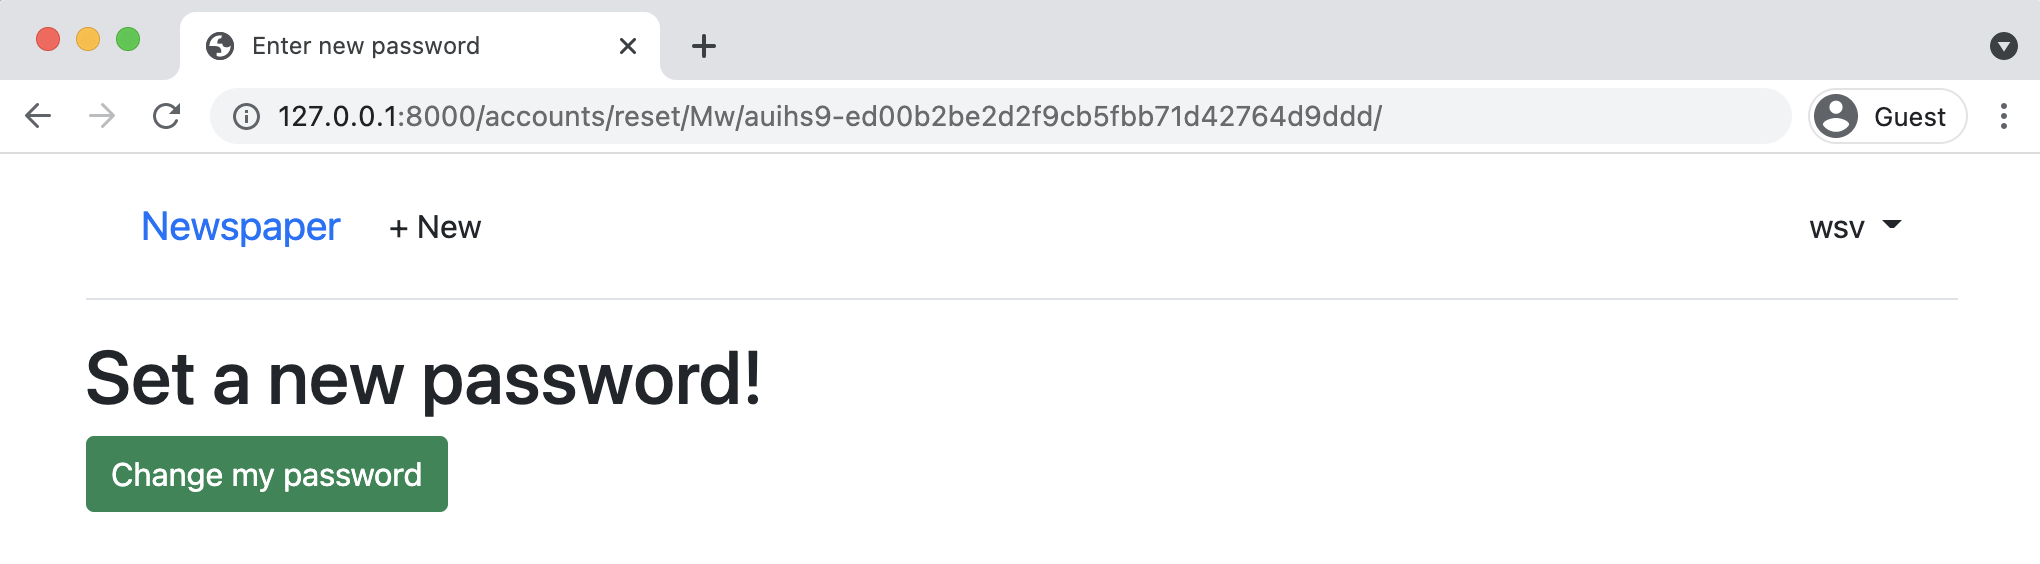 Enter new password
127.0.0.1:8000/accounts/reset/Mw/auihs9-ed00b2be2d2f9cb5fbb71d42764d9ddd/
Guest
Newspaper + New wsv
Set a new password!
Change my password